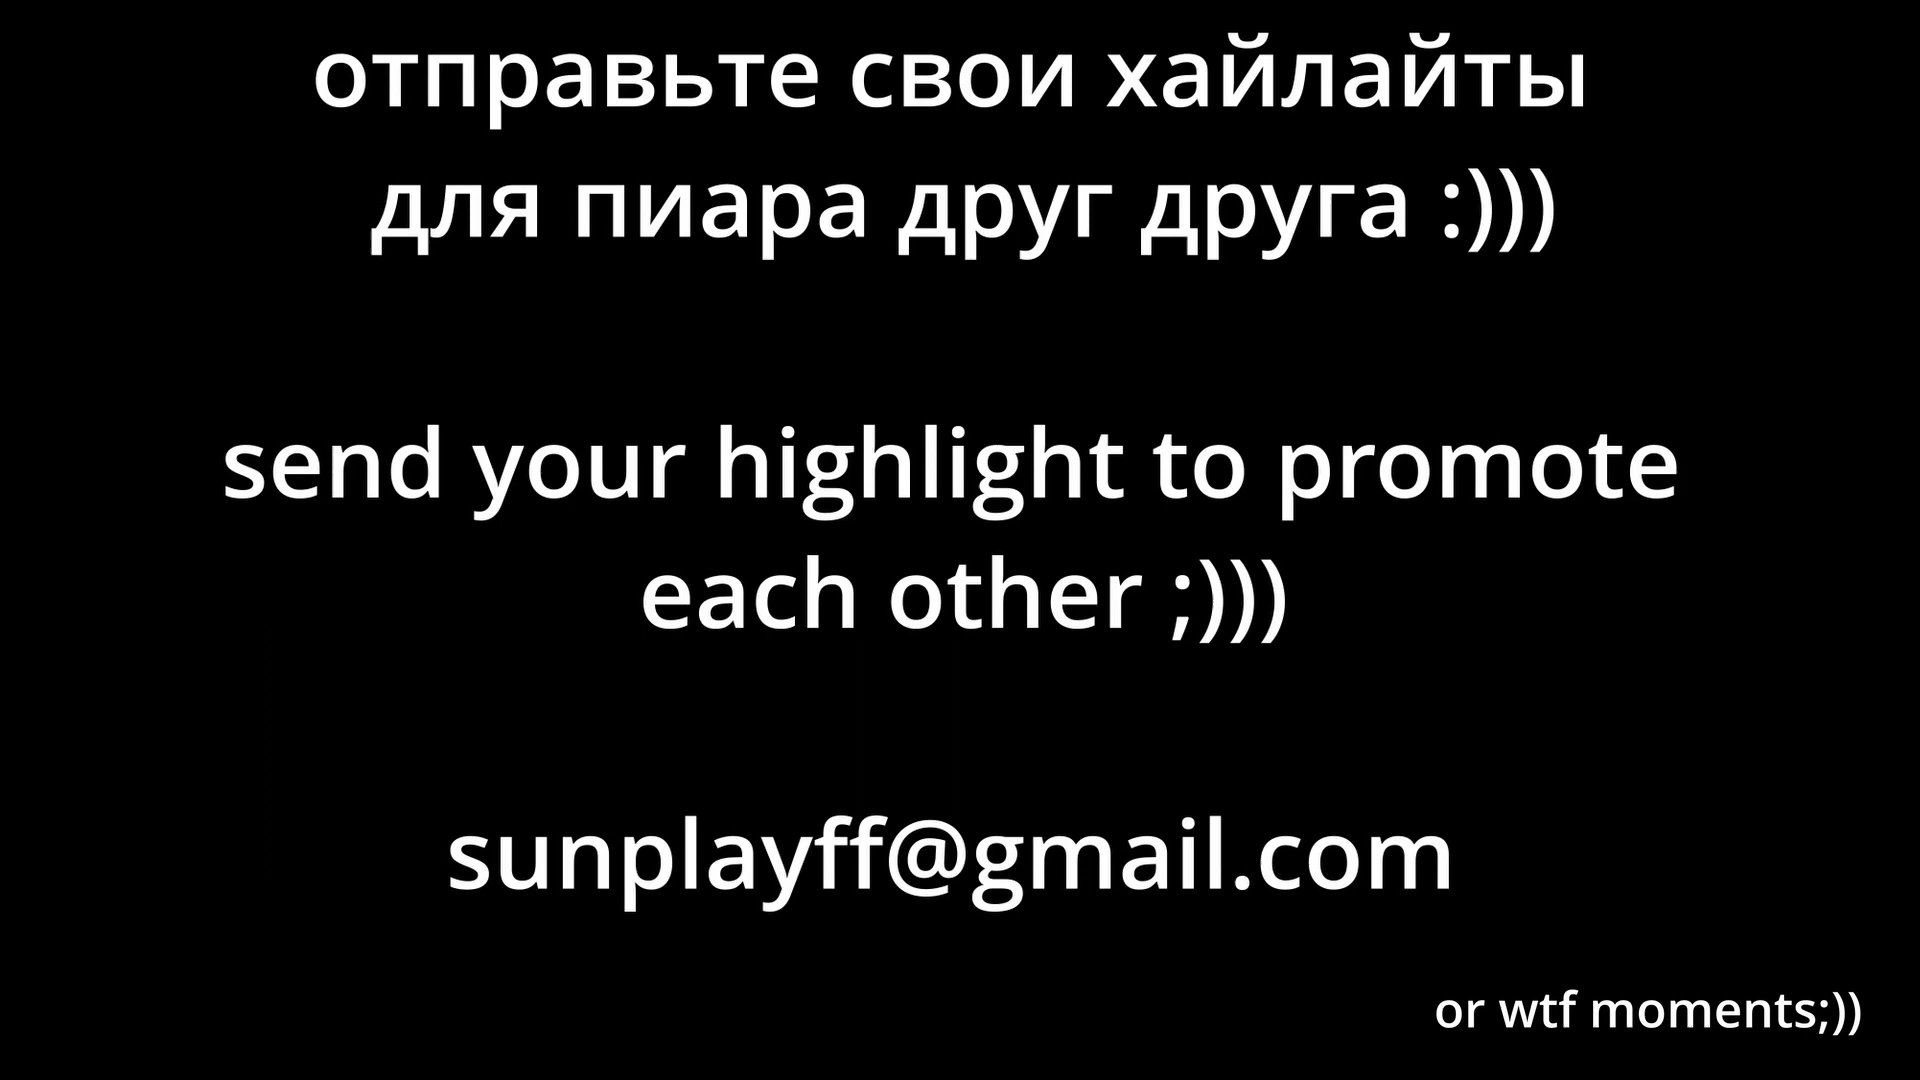 отправьте свои хайлайты
для пиара друг друга :)))
send your highlight to promote
each other ;)))
sunplayff@gmail.com
or wtf moments;))